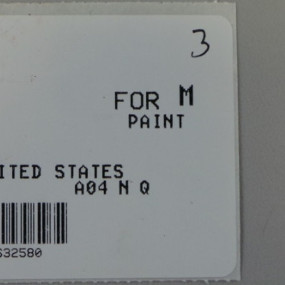 3
FOR M
PAINT
ITED STATES
A04 N Q
632580